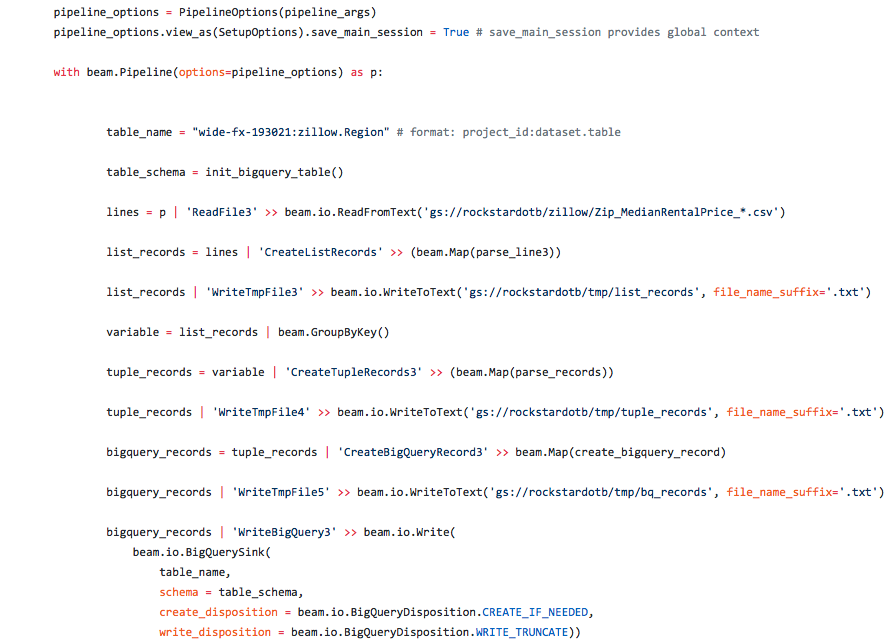 pipeline_options = PipelineOptions(pipeline_args)
pipeline_options.view_as(SetupOptions).save_main_session = True # save_main_session provides global context
with beam.Pipeline(options=pipeline_options) as p:
table_name = "wide-fx-193021:zillow.Region" # format: project_id:dataset.table
table_schema = init_bigquery_table()
lines = p | 'ReadFile3' >> beam.io.ReadFromText('gs://rockstardotb/zillow/Zip_MedianRentalPrice_*.csv')
list_records = lines | 'CreateListRecords' >> (beam.Map(parse_line3))
list_records | 'WriteTmpFile3' >> beam.io.WriteToText('gs://rockstardotb/tmp/list_records', file_name_suffix='.txt')
variable = list_records | beam.GroupByKey()
tuple_records = variable | 'CreateTupleRecords3' >> (beam.Map(parse_records))
tuple_records | 'WriteTmpFile4' >> beam.io.WriteToText('gs://rockstardotb/tmp/tuple_records', file_name_suffix='.txt')
bigquery_records = tuple_records | 'CreateBigQueryRecord3' >> beam.Map(create_bigquery_record)
bigquery_records | 'WriteTmpFile5' >> beam.io.WriteToText('gs://rockstardotb/tmp/bq_records', file_name_suffix='.txt')
bigquery_records | 'WriteBigQuery3' >> beam.io.Write(
beam.io.BigQuerySink(
table_name,
schema = table_schema,
create_disposition = beam.io.BigQueryDisposition.CREATE_IF_NEEDED,
write_disposition = beam.io.BigQueryDisposition.WRITE_TRUNCATE))